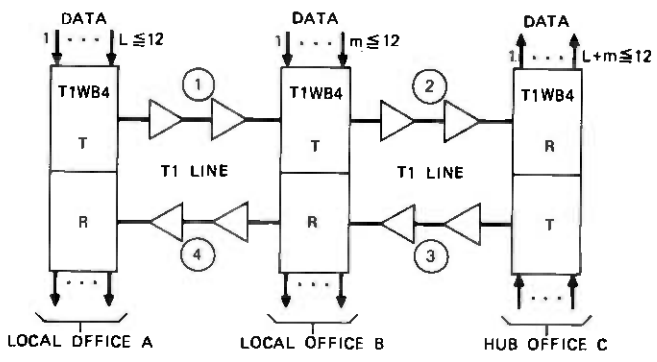 DATA DATA DATA
1 . . . L ≦ 12 1 . . . m ≦ 12 1 . . . L+m ≦ 12
T1WB4 1 T1WB4 2 T1WB4
T T R
T1 LINE T1 LINE
R R T
4 3
. . . . . . . . .
LOCAL OFFICE A LOCAL OFFICE B HUB OFFICE C